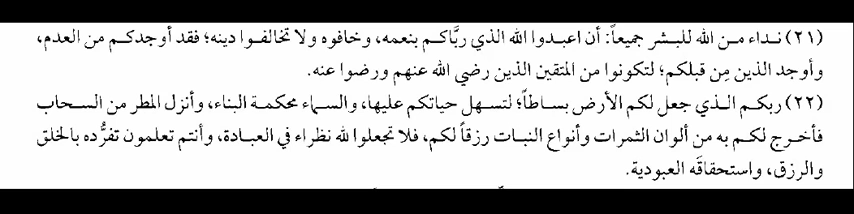 (٢١) نداء من الله للبشر جميعاً: أن اعبدوا الله الذي ربَّاكم بنعمه، وخافوه ولا تخالفوا دينه؛ فقد أوجدكم من العدم،
وأوجد الذين مِن قبلكم؛ لتكونوا من المتقين الذين رضي الله عنهم ورضوا عنه.
(٢٢) ربكم الذي جعل لكم الأرض بساطاً؛ لتسهل حياتكم عليها، والسماء محكمة البناء، وأنزل المطر من السحاب
فأخرج لكم به من ألوان الثمرات وأنواع النبات رزقاً لكم، فلا تجعلوا لله نظراء في العبادة، وأنتم تعلمون تفرُّده بالخلق
والرزق، واستحقاقَه العبودية.